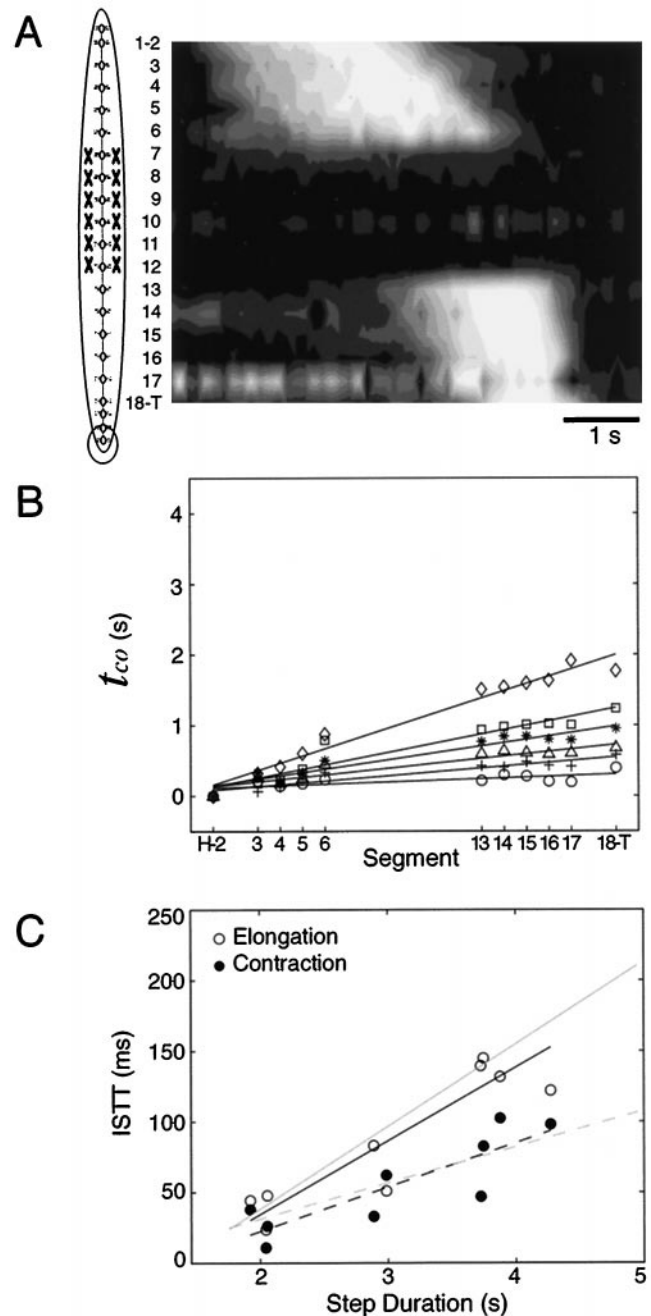 A
1-2
3
4
5
6
7
8
9
10
11
12
13
14
15
16
17
18-T
X X
X X
X X
X X
X X
X X
1 s
B
4
3
2
1
0
tco (s)
H-2 3 4 5 6 13 14 15 16 17 18-T
Segment
C
250
200
150
100
50
0
ISTT (ms)
Elongation
Contraction
2 3 4 5
Step Duration (s)